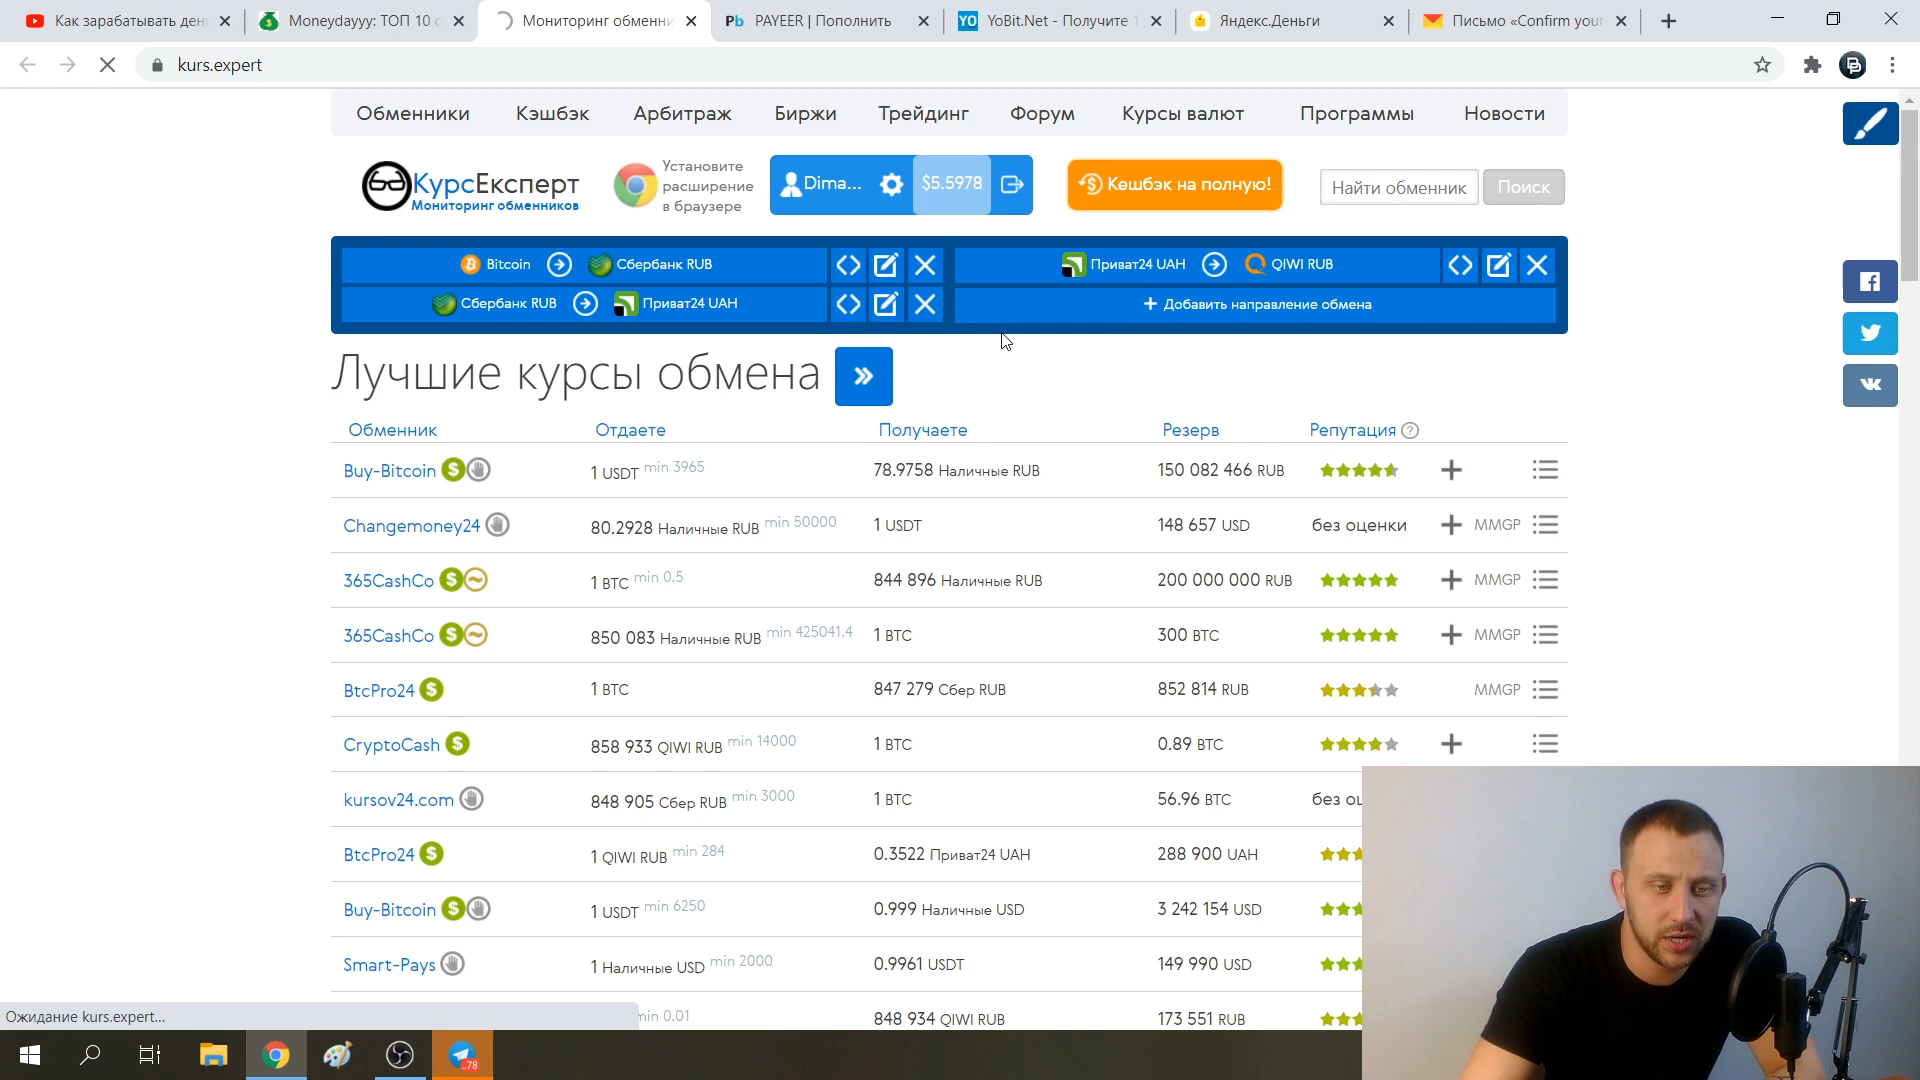 Как зарабатывать ден
Moneydayyy: ТОП 10 с
Мониторинг обменни
Pb PAYEER | Пополнить
YO YoBit.Net - Получите 1
Яндекс.Деньги
Письмо «Confirm your
kurs.expert
Обменники Кэшбэк Арбитраж Биржи Трейдинг Форум Курсы валют Программы Новости
КурсЕксперт
Мониторинг обменников
Установите
расширение
в браузере
Dima...
$5.5978
Кешбэк на полную!
Найти обменник
Поиск
Bitcoin Сбербанк RUB
Приват24 UAH QIWI RUB
Сбербанк RUB Приват24 UAH
+ Добавить направление обмена
Лучшие курсы обмена »
Обменник Отдаете Получаете Резерв Репутация ?
Buy-Bitcoin $ 1 USDT min 3965 78.9758 Наличные RUB 150 082 466 RUB +
Changemoney24 80.2928 Наличные RUB min 50000 1 USDT 148 657 USD без оценки + MMGP
365CashCo $ 1 BTC min 0.5 844 896 Наличные RUB 200 000 000 RUB + MMGP
365CashCo $ 850 083 Наличные RUB min 425041.4 1 BTC 300 BTC + MMGP
BtcPro24 $ 1 BTC 847 279 Сбер RUB 852 814 RUB MMGP
CryptoCash $ 858 933 QIWI RUB min 14000 1 BTC 0.89 BTC +
kursov24.com 848 905 Сбер RUB min 3000 1 BTC 56.96 BTC без оц
BtcPro24 $ 1 QIWI RUB min 284 0.3522 Приват24 UAH 288 900 UAH
Buy-Bitcoin $ 1 USDT min 6250 0.999 Наличные USD 3 242 154 USD
Smart-Pays 1 Наличные USD min 2000 0.9961 USDT 149 990 USD
min 0.01 848 934 QIWI RUB 173 551 RUB
Ожидание kurs.expert...
..78